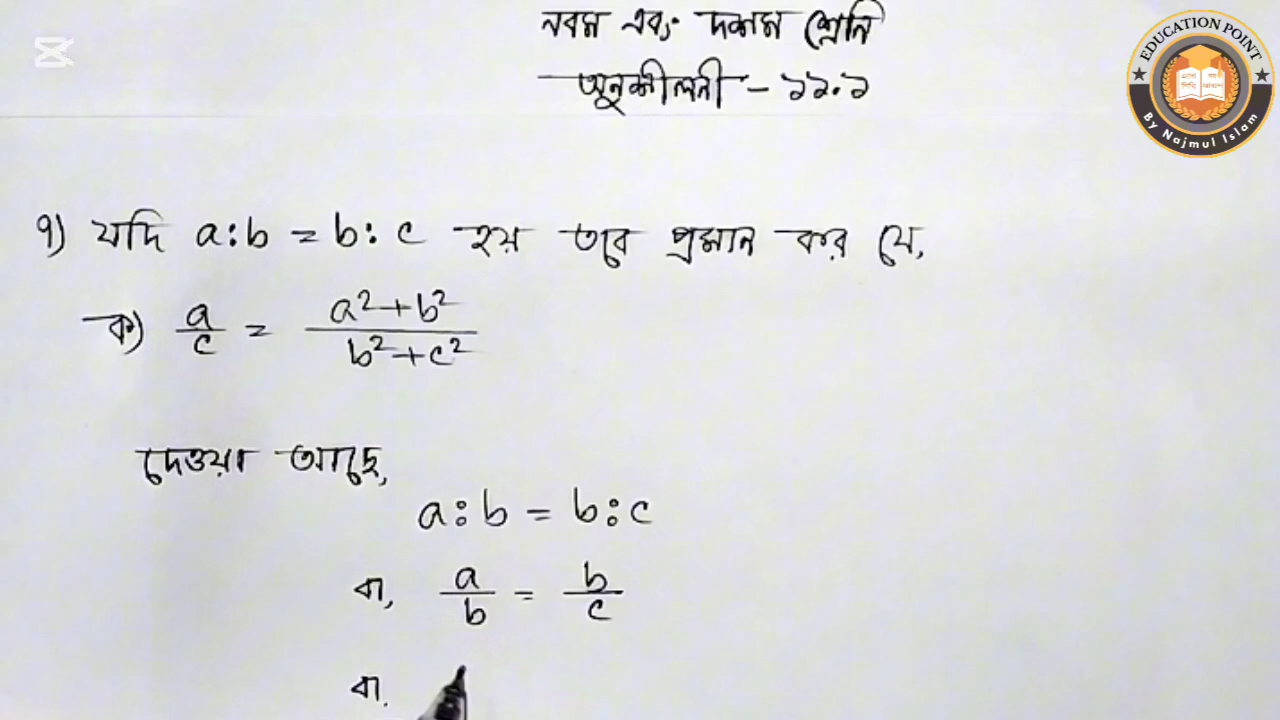 নবম এবং দশম শ্রেনি
অনুশীলনী - ১১.১
EDUCATION POINT
By Najmul Islam
৭) যদি a:b = b:c হয় তবে প্রমান কর যে,
ক) a/c = (a²+b²)/(b²+c²)
দেওয়া আছে,
a:b = b:c
বা, a/b = b/c
বা,